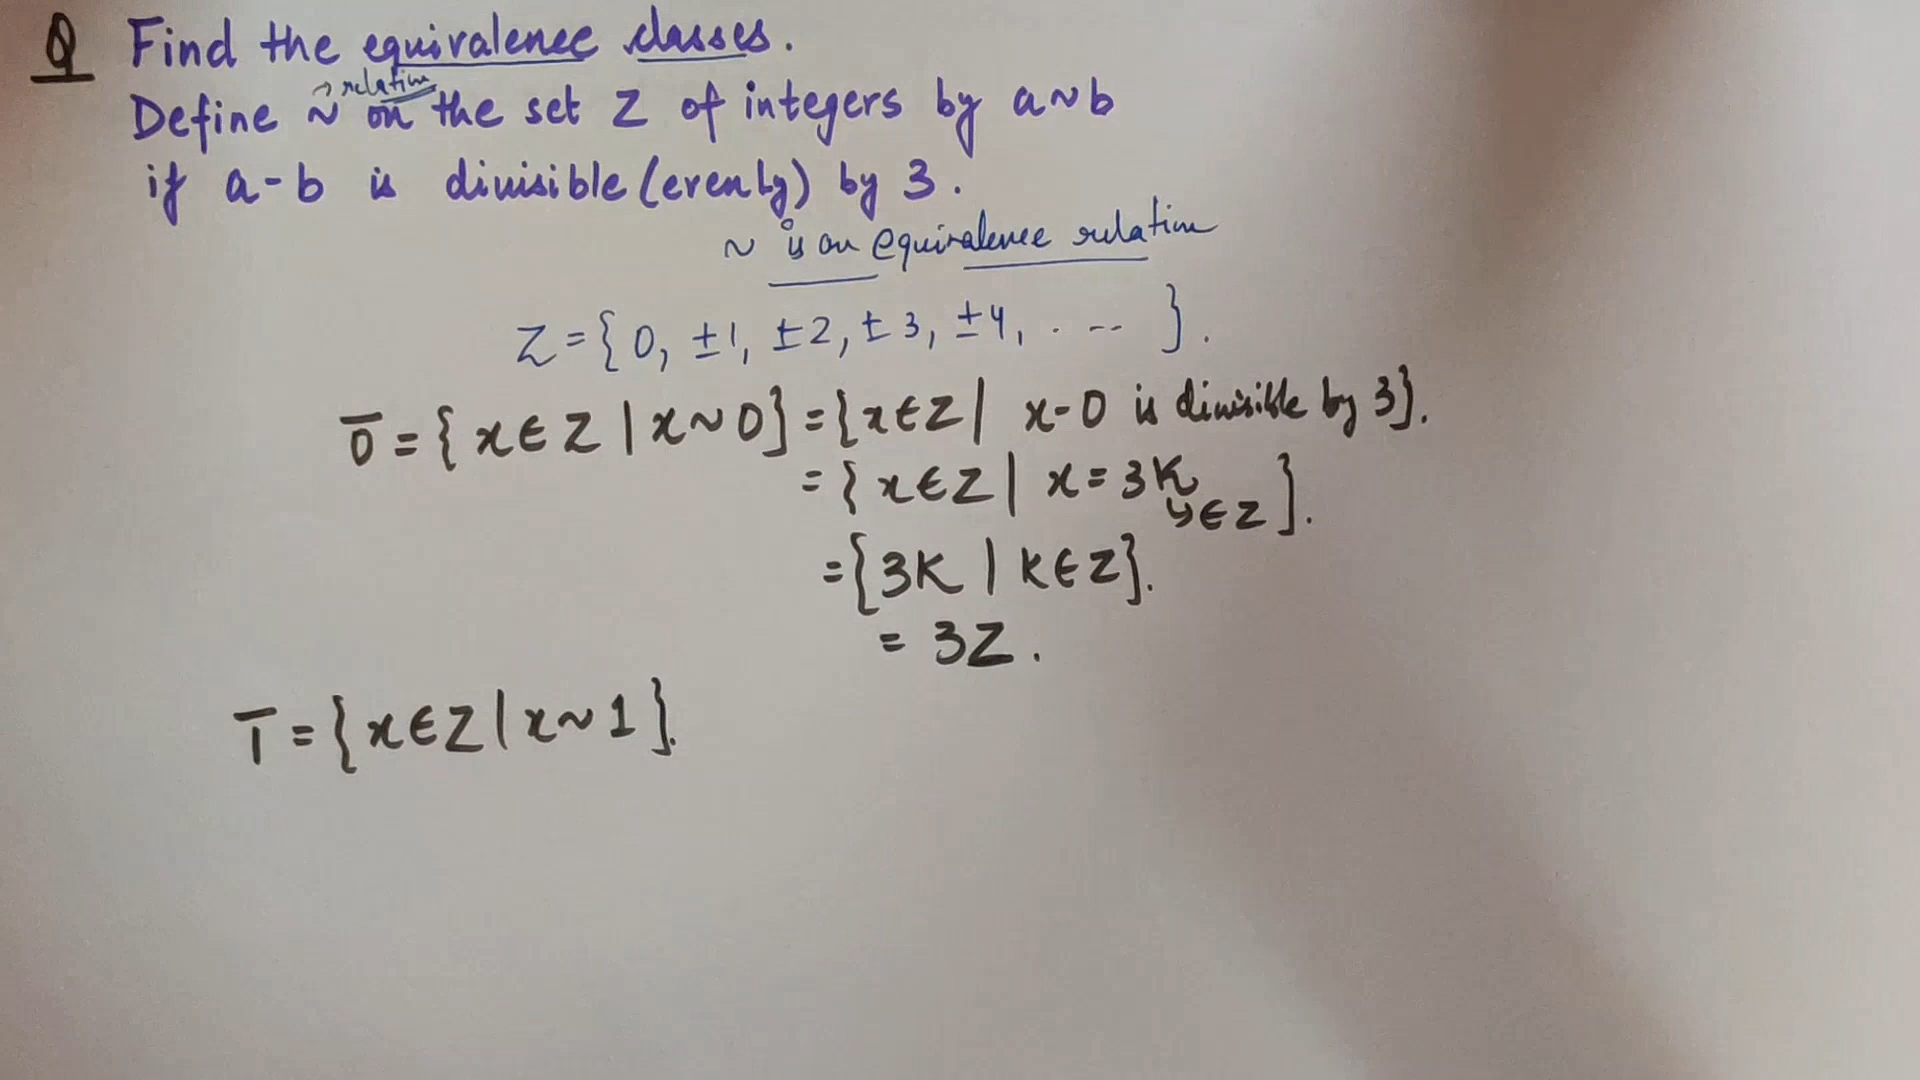 Q Find the equivalence classes.
→ relation
Define ~ on the set Z of integers by a~b
if a-b is divisible (evenly) by 3.
~ is an equivalence relation
Z = { 0, ±1, ±2, ±3, ±4, . -- }.
0̅ = { x ∈ Z | x ~ 0 } = { x ∈ Z | x-0 is divisible by 3 }.
= { x ∈ Z | x = 3K
↳ ∈ Z }.
= { 3K | K ∈ Z }.
= 3Z.
1̅ = { x ∈ Z | x ~ 1 }.